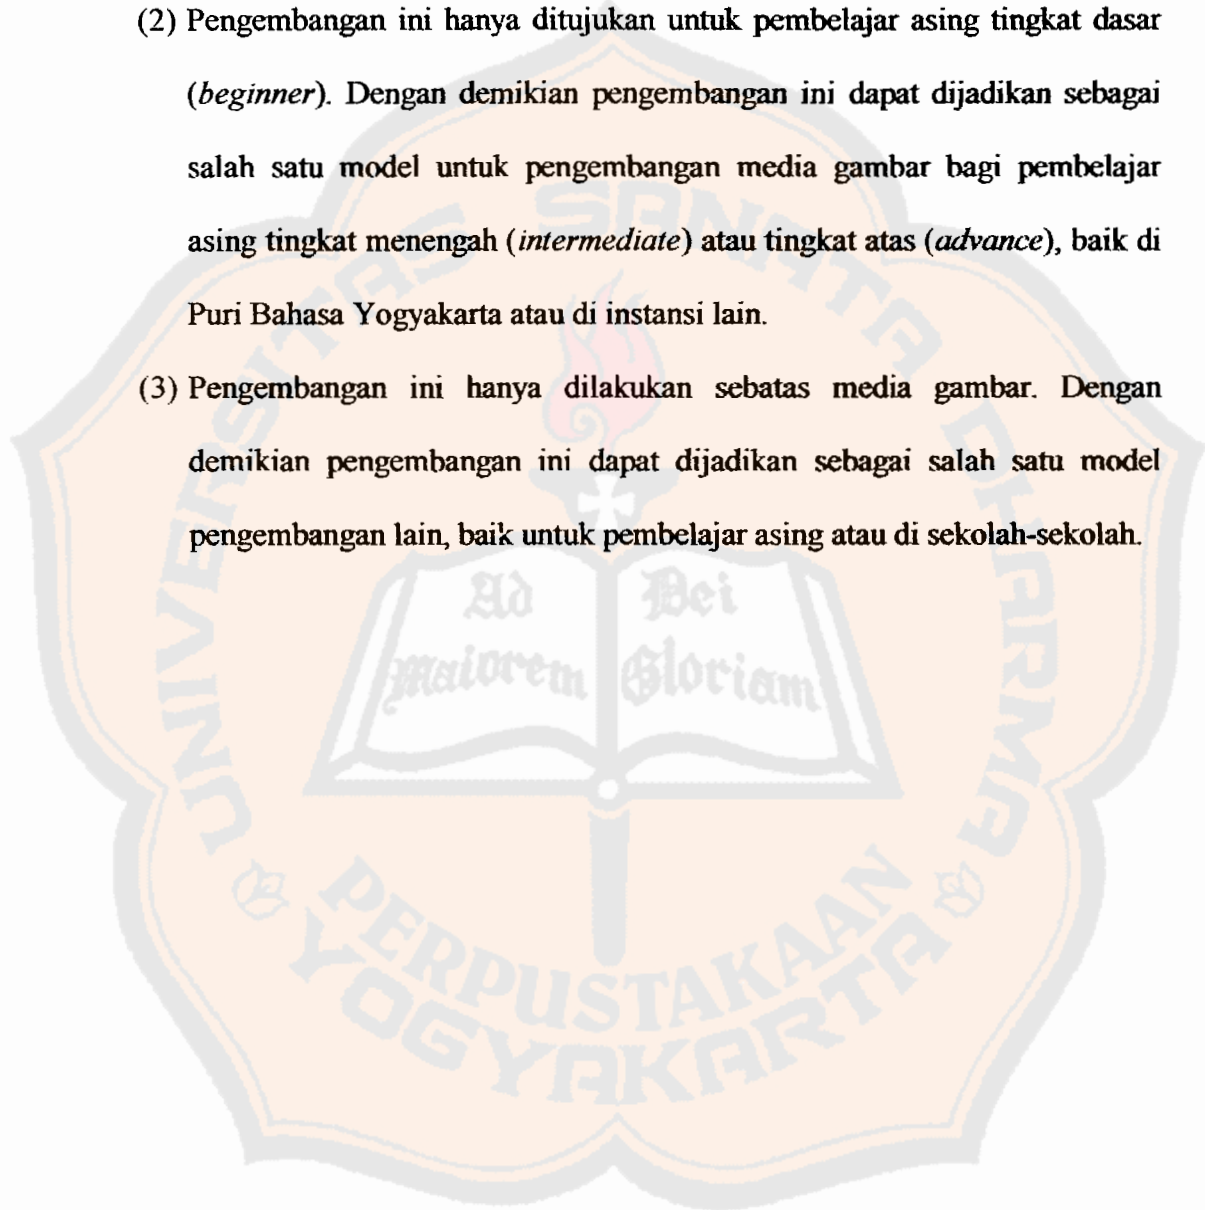 (2) Pengembangan ini hanya ditujukan untuk pembelajar asing tingkat dasar
(beginner). Dengan demikian pengembangan ini dapat dijadikan sebagai
salah satu model untuk pengembangan media gambar bagi pembelajar
asing tingkat menengah (intermediate) atau tingkat atas (advance), baik di
Puri Bahasa Yogyakarta atau di instansi lain.
(3) Pengembangan ini hanya dilakukan sebatas media gambar. Dengan
demikian pengembangan ini dapat dijadikan sebagai salah satu model
pengembangan lain, baik untuk pembelajar asing atau di sekolah-sekolah.
UNIVERSITAS SANATA DHARMA
Ad Dei
maiorem Gloriam
PERPUSTAKAAN
YOGYAKARTA